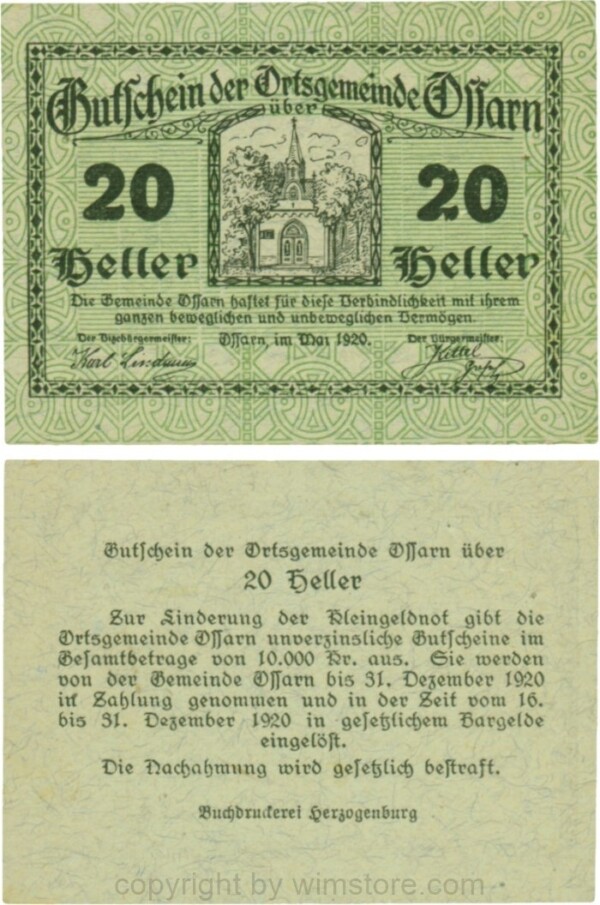 Gutschein der Ortsgemeinde Ossarn
über
20 20
Heller Heller
Die Gemeinde Ossarn haftet für diese Verbindlichkeit mit ihrem
ganzen beweglichen und unbeweglichen Vermögen.
Der Vizebürgermeister: Ossarn, im Mai 1920. Der Bürgermeister:
Karl
Gutschein der Ortsgemeinde Ossarn über
20 Heller
Zur Linderung der Kleingeldnot gibt die
Ortsgemeinde Ossarn unverzinsliche Gutscheine im
Gesamtbetrage von 10.000 Kr. aus. Sie werden
von der Gemeinde Ossarn bis 31. Dezember 1920
in Zahlung genommen und in der Zeit vom 16.
bis 31. Dezember 1920 in gesetzlichem Bargelde
eingelöst.
Die Nachahmung wird gesetzlich bestraft.
Buchdruckerei Herzogenburg
copyright by wimstore.com